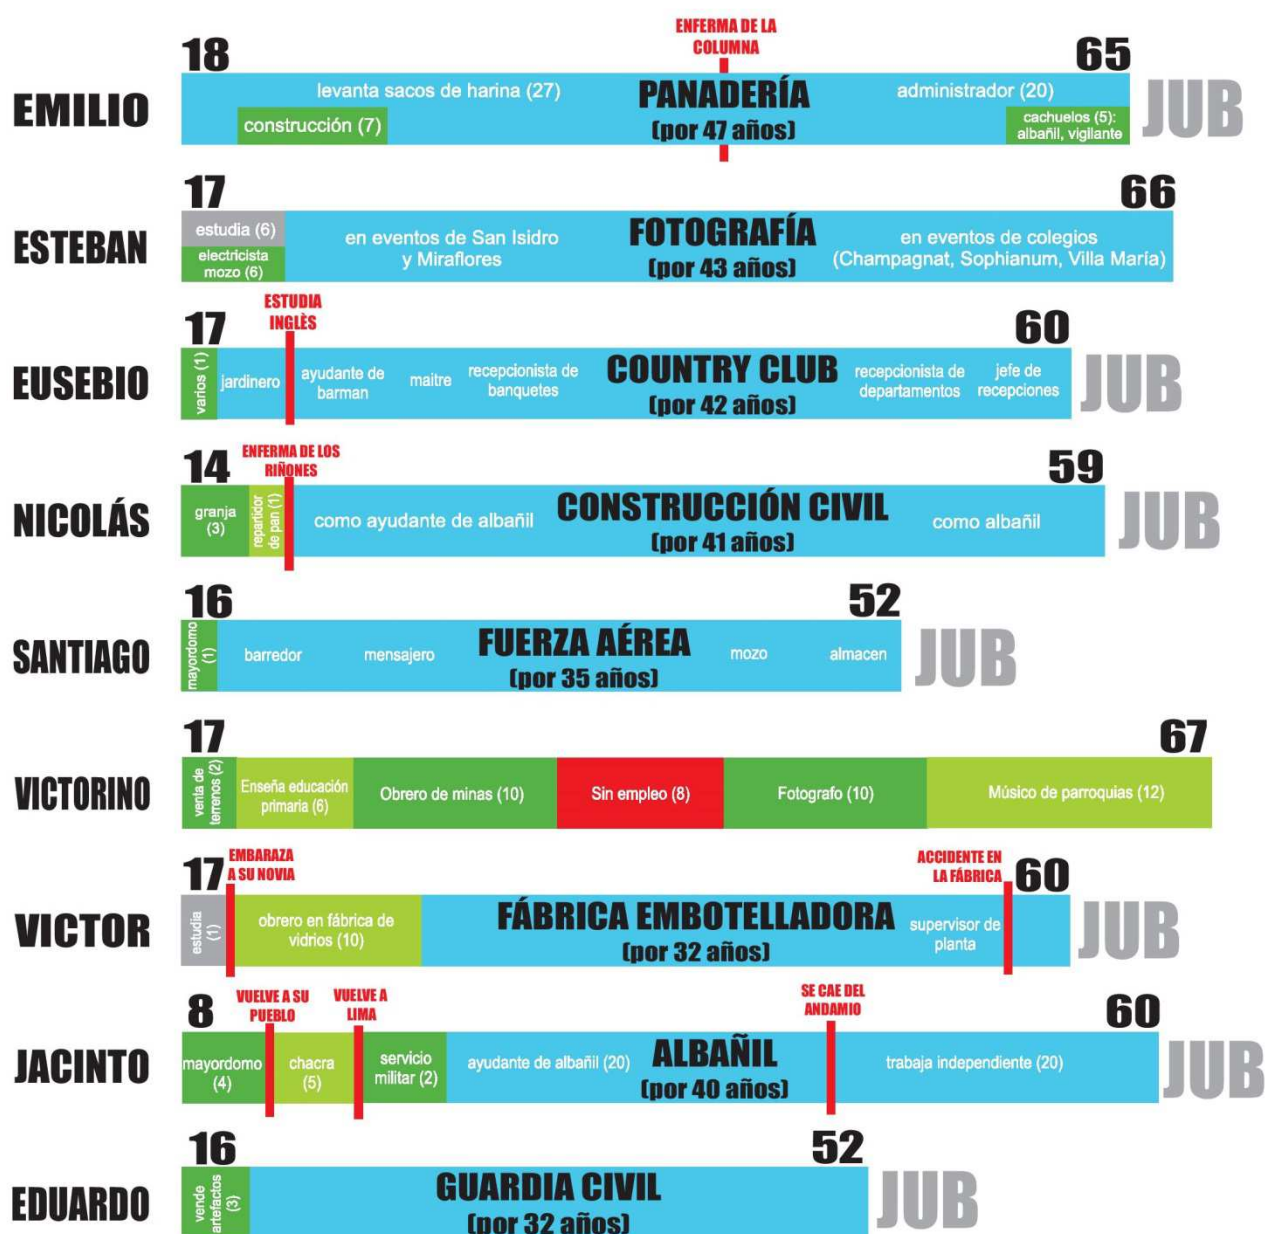 ENFERMA DE LA
COLUMNA
18
65
EMILIO
levanta sacos de harina (27)
PANADERÍA
administrador (20)
JUB
construcción (7)
(por 47 años)
cachuelos (5):
albañil, vigilante
17
66
ESTEBAN
estudia (6)
electricista
mozo (6)
en eventos de San Isidro
y Miraflores
FOTOGRAFÍA
(por 43 años)
en eventos de colegios
(Champagnat, Sophianum, Villa María)
ESTUDIA
INGLÈS
17
60
EUSEBIO
varios (1)
jardinero
ayudante de
barman
maitre
recepcionista de
banquetes
COUNTRY CLUB
(por 42 años)
recepcionista de
departamentos
jefe de
recepciones
JUB
ENFERMA DE LOS
RIÑONES
14
59
NICOLÁS
granja
(3)
repartidor
de pan (1)
como ayudante de albañil
CONSTRUCCIÓN CIVIL
(por 41 años)
como albañil
JUB
16
52
SANTIAGO
mayordomo
(1)
barredor
mensajero
FUERZA AÉREA
(por 35 años)
mozo
almacen
JUB
17
67
VICTORINO
venta de
terrenos (2)
Enseña educación
primaria (6)
Obrero de minas (10)
Sin empleo (8)
Fotografo (10)
Músico de parroquias (12)
EMBARAZA
A SU NOVIA
ACCIDENTE EN
LA FÁBRICA
17
60
VICTOR
estudia
(1)
obrero en fábrica de
vidrios (10)
FÁBRICA EMBOTELLADORA
(por 32 años)
supervisor de
planta
JUB
VUELVE A SU
PUEBLO
VUELVE A
LIMA
SE CAE DEL
ANDAMIO
8
60
JACINTO
mayordomo
(4)
chacra
(5)
servicio
militar (2)
ayudante de albañil (20)
ALBAÑIL
(por 40 años)
trabaja independiente (20)
JUB
16
52
EDUARDO
vende
artefactos
(3)
GUARDIA CIVIL
(por 32 años)
JUB